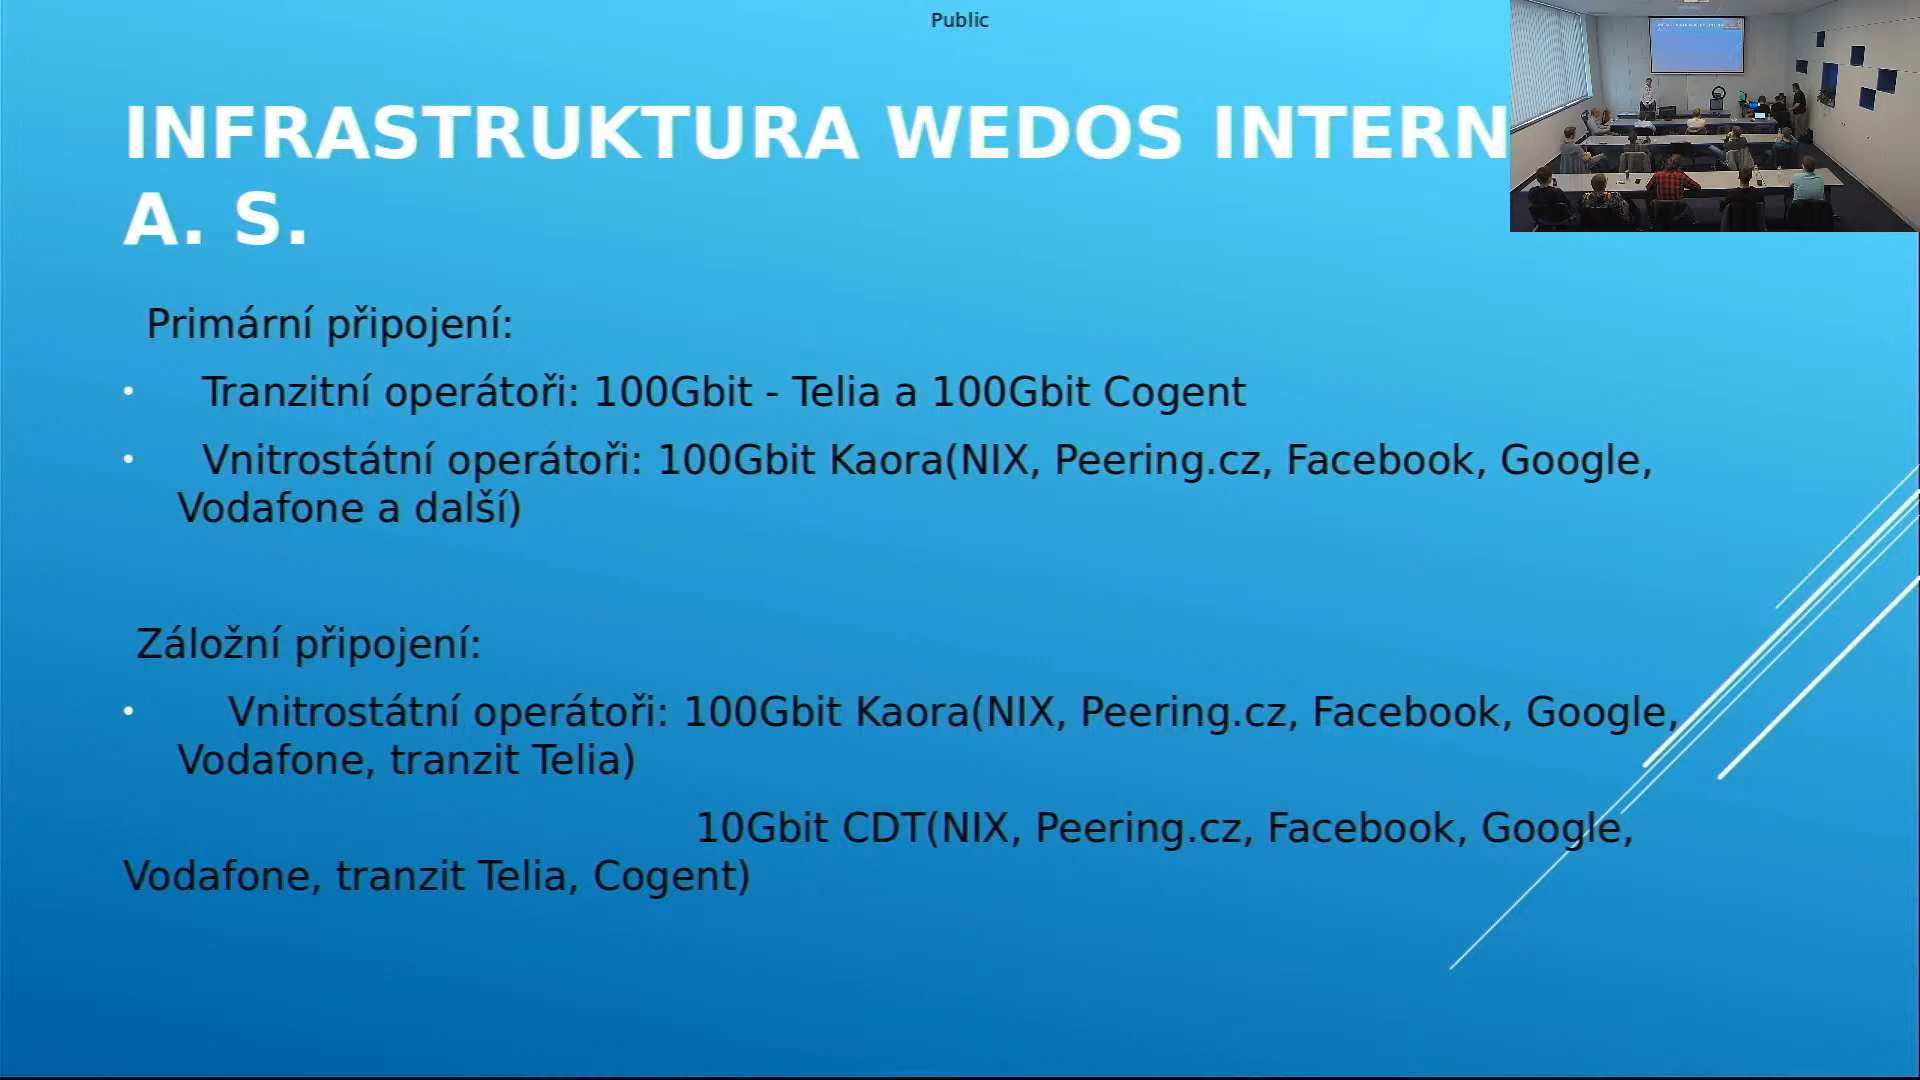 Public
INFRASTRUKTURA WEDOS INTERN
A. S.
Primární připojení:
• Tranzitní operátoři: 100Gbit - Telia a 100Gbit Cogent
• Vnitrostátní operátoři: 100Gbit Kaora(NIX, Peering.cz, Facebook, Google,
Vodafone a další)
Záložní připojení:
• Vnitrostátní operátoři: 100Gbit Kaora(NIX, Peering.cz, Facebook, Google,
Vodafone, tranzit Telia)
10Gbit CDT(NIX, Peering.cz, Facebook, Google,
Vodafone, tranzit Telia, Cogent)